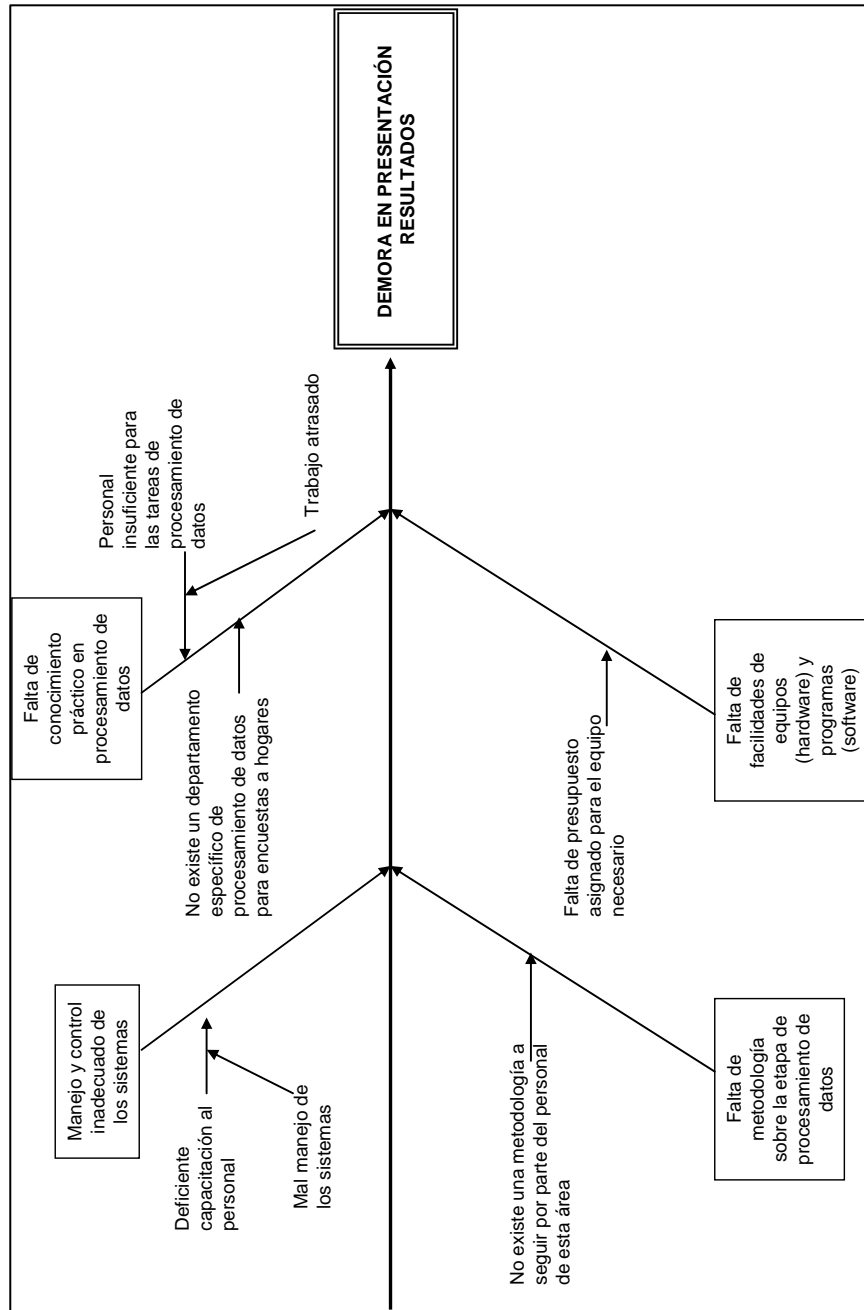 Manejo y control
inadecuado de
los sistemas
Deficiente
capacitación al
personal
Mal manejo de
los sistemas
Falta de
conocimiento
práctico en
procesamiento de
datos
Personal
insuficiente para
las tareas de
procesamiento de
datos
Trabajo atrasado
No existe un departamento
específico de
procesamiento de datos
para encuestas a hogares
DEMORA EN PRESENTACIÓN
RESULTADOS
No existe una metodología a
seguir por parte del personal
de esta área
Falta de
metodología
sobre la etapa de
procesamiento de
datos
Falta de presupuesto
asignado para el equipo
necesario
Falta de
facilidades de
equipos
(hardware) y
programas
(software)